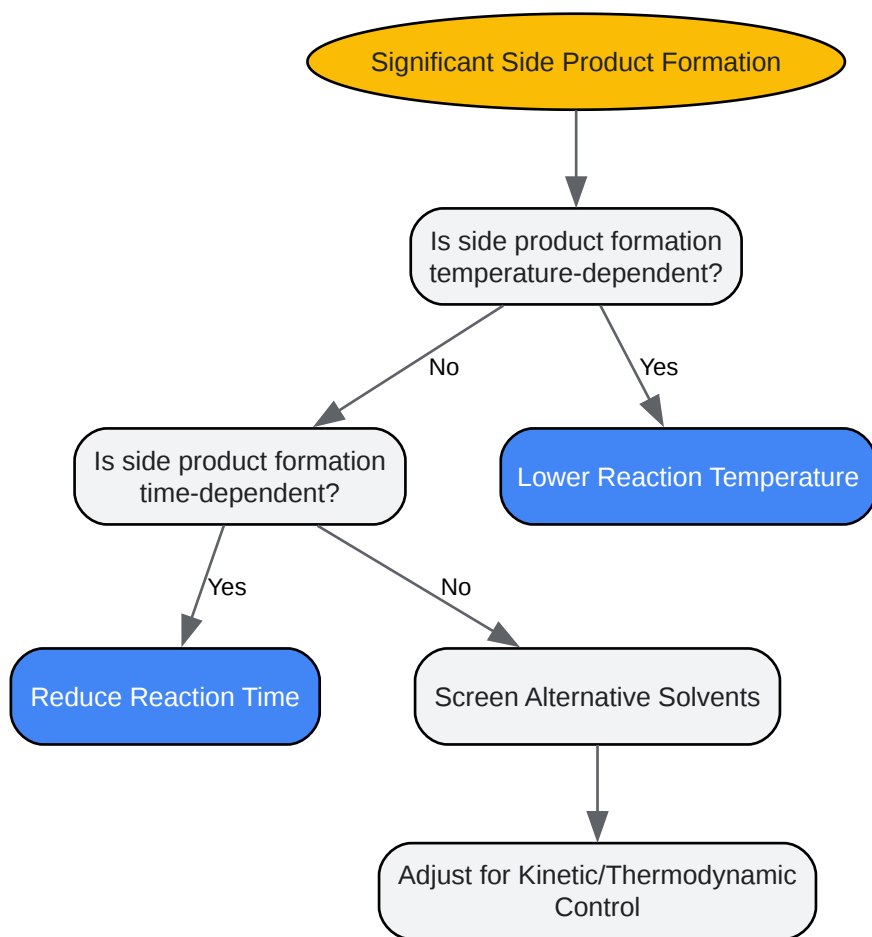 Significant Side Product Formation
Is side product formation
temperature-dependent?
No
Yes
Is side product formation
time-dependent?
Lower Reaction Temperature
Yes
No
Reduce Reaction Time
Screen Alternative Solvents
Adjust for Kinetic/Thermodynamic
Control